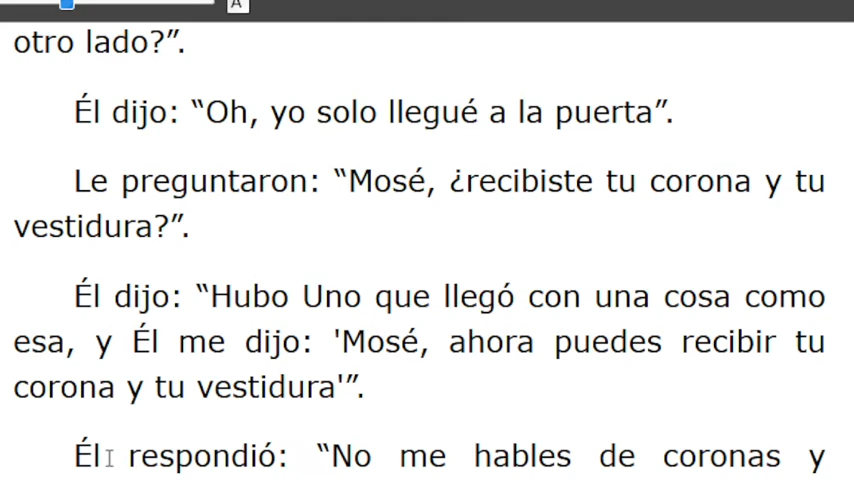 A
otro lado?”.
Él dijo: “Oh, yo solo llegué a la puerta”.
Le preguntaron: “Mosé, ¿recibiste tu corona y tu
vestidura?”.
Él dijo: “Hubo Uno que llegó con una cosa como
esa, y Él me dijo: 'Mosé, ahora puedes recibir tu
corona y tu vestidura'”.
Él respondió: “No me hables de coronas y